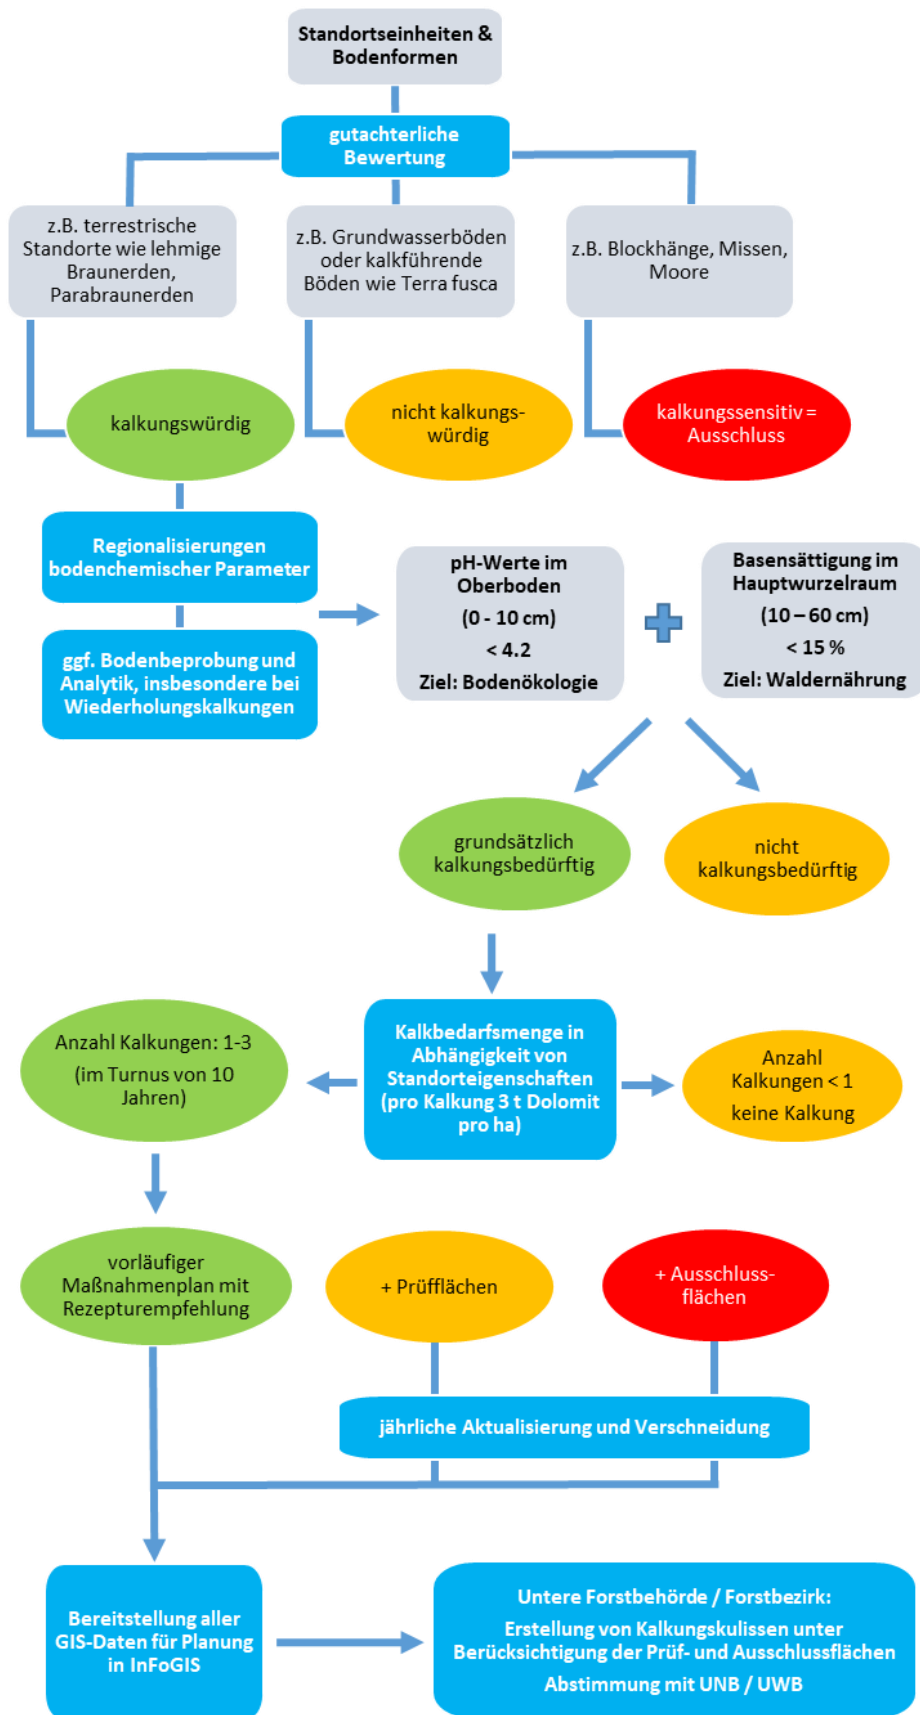 Standortseinheiten &
Bodenformen
gutachterliche
Bewertung
z.B. terrestrische
Standorte wie lehmige
Braunerden,
Parabraunerden
z.B. Grundwasserböden
oder kalkführende
Böden wie Terra fusca
z.B. Blockhänge, Missen,
Moore
kalkungswürdig
nicht kalkungs-
würdig
kalkungssensitiv =
Ausschluss
Regionalisierungen
bodenchemischer Parameter
ggf. Bodenbeprobung und
Analytik, insbesondere bei
Wiederholungskalkungen
pH-Werte im
Oberboden
(0 - 10 cm)
< 4.2
Ziel: Bodenökologie
Basensättigung im
Hauptwurzelraum
(10 – 60 cm)
< 15 %
Ziel: Waldernährung
grundsätzlich
kalkungsbedürftig
nicht
kalkungsbedürftig
Kalkbedarfsmenge in
Abhängigkeit von
Standorteigenschaften
(pro Kalkung 3 t Dolomit
pro ha)
Anzahl Kalkungen: 1-3
(im Turnus von 10
Jahren)
Anzahl
Kalkungen < 1
keine Kalkung
vorläufiger
Maßnahmenplan mit
Rezepturempfehlung
+ Prüfflächen
+ Ausschluss-
flächen
jährliche Aktualisierung und Verschneidung
Bereitstellung aller
GIS-Daten für Planung
in InFoGIS
Untere Forstbehörde / Forstbezirk:
Erstellung von Kalkungskulissen unter
Berücksichtigung der Prüf- und Ausschlussflächen
Abstimmung mit UNB / UWB